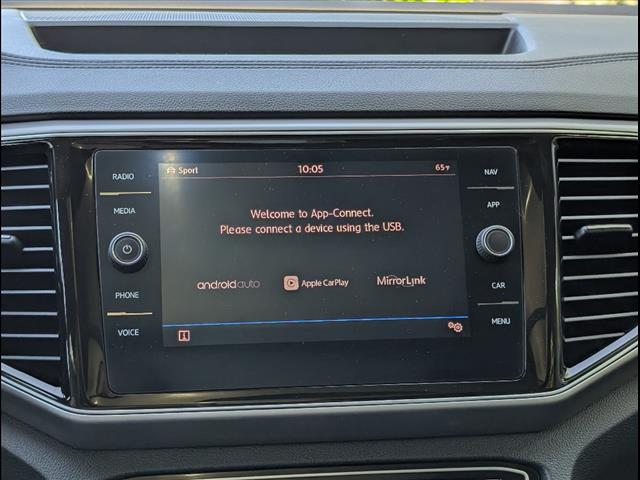 RADIO
MEDIA
PHONE
VOICE
Sport 10:05 65°F
Welcome to App-Connect.
Please connect a device using the USB.
androidauto Apple CarPlay MirrorLink
i
NAV
APP
CAR
MENU